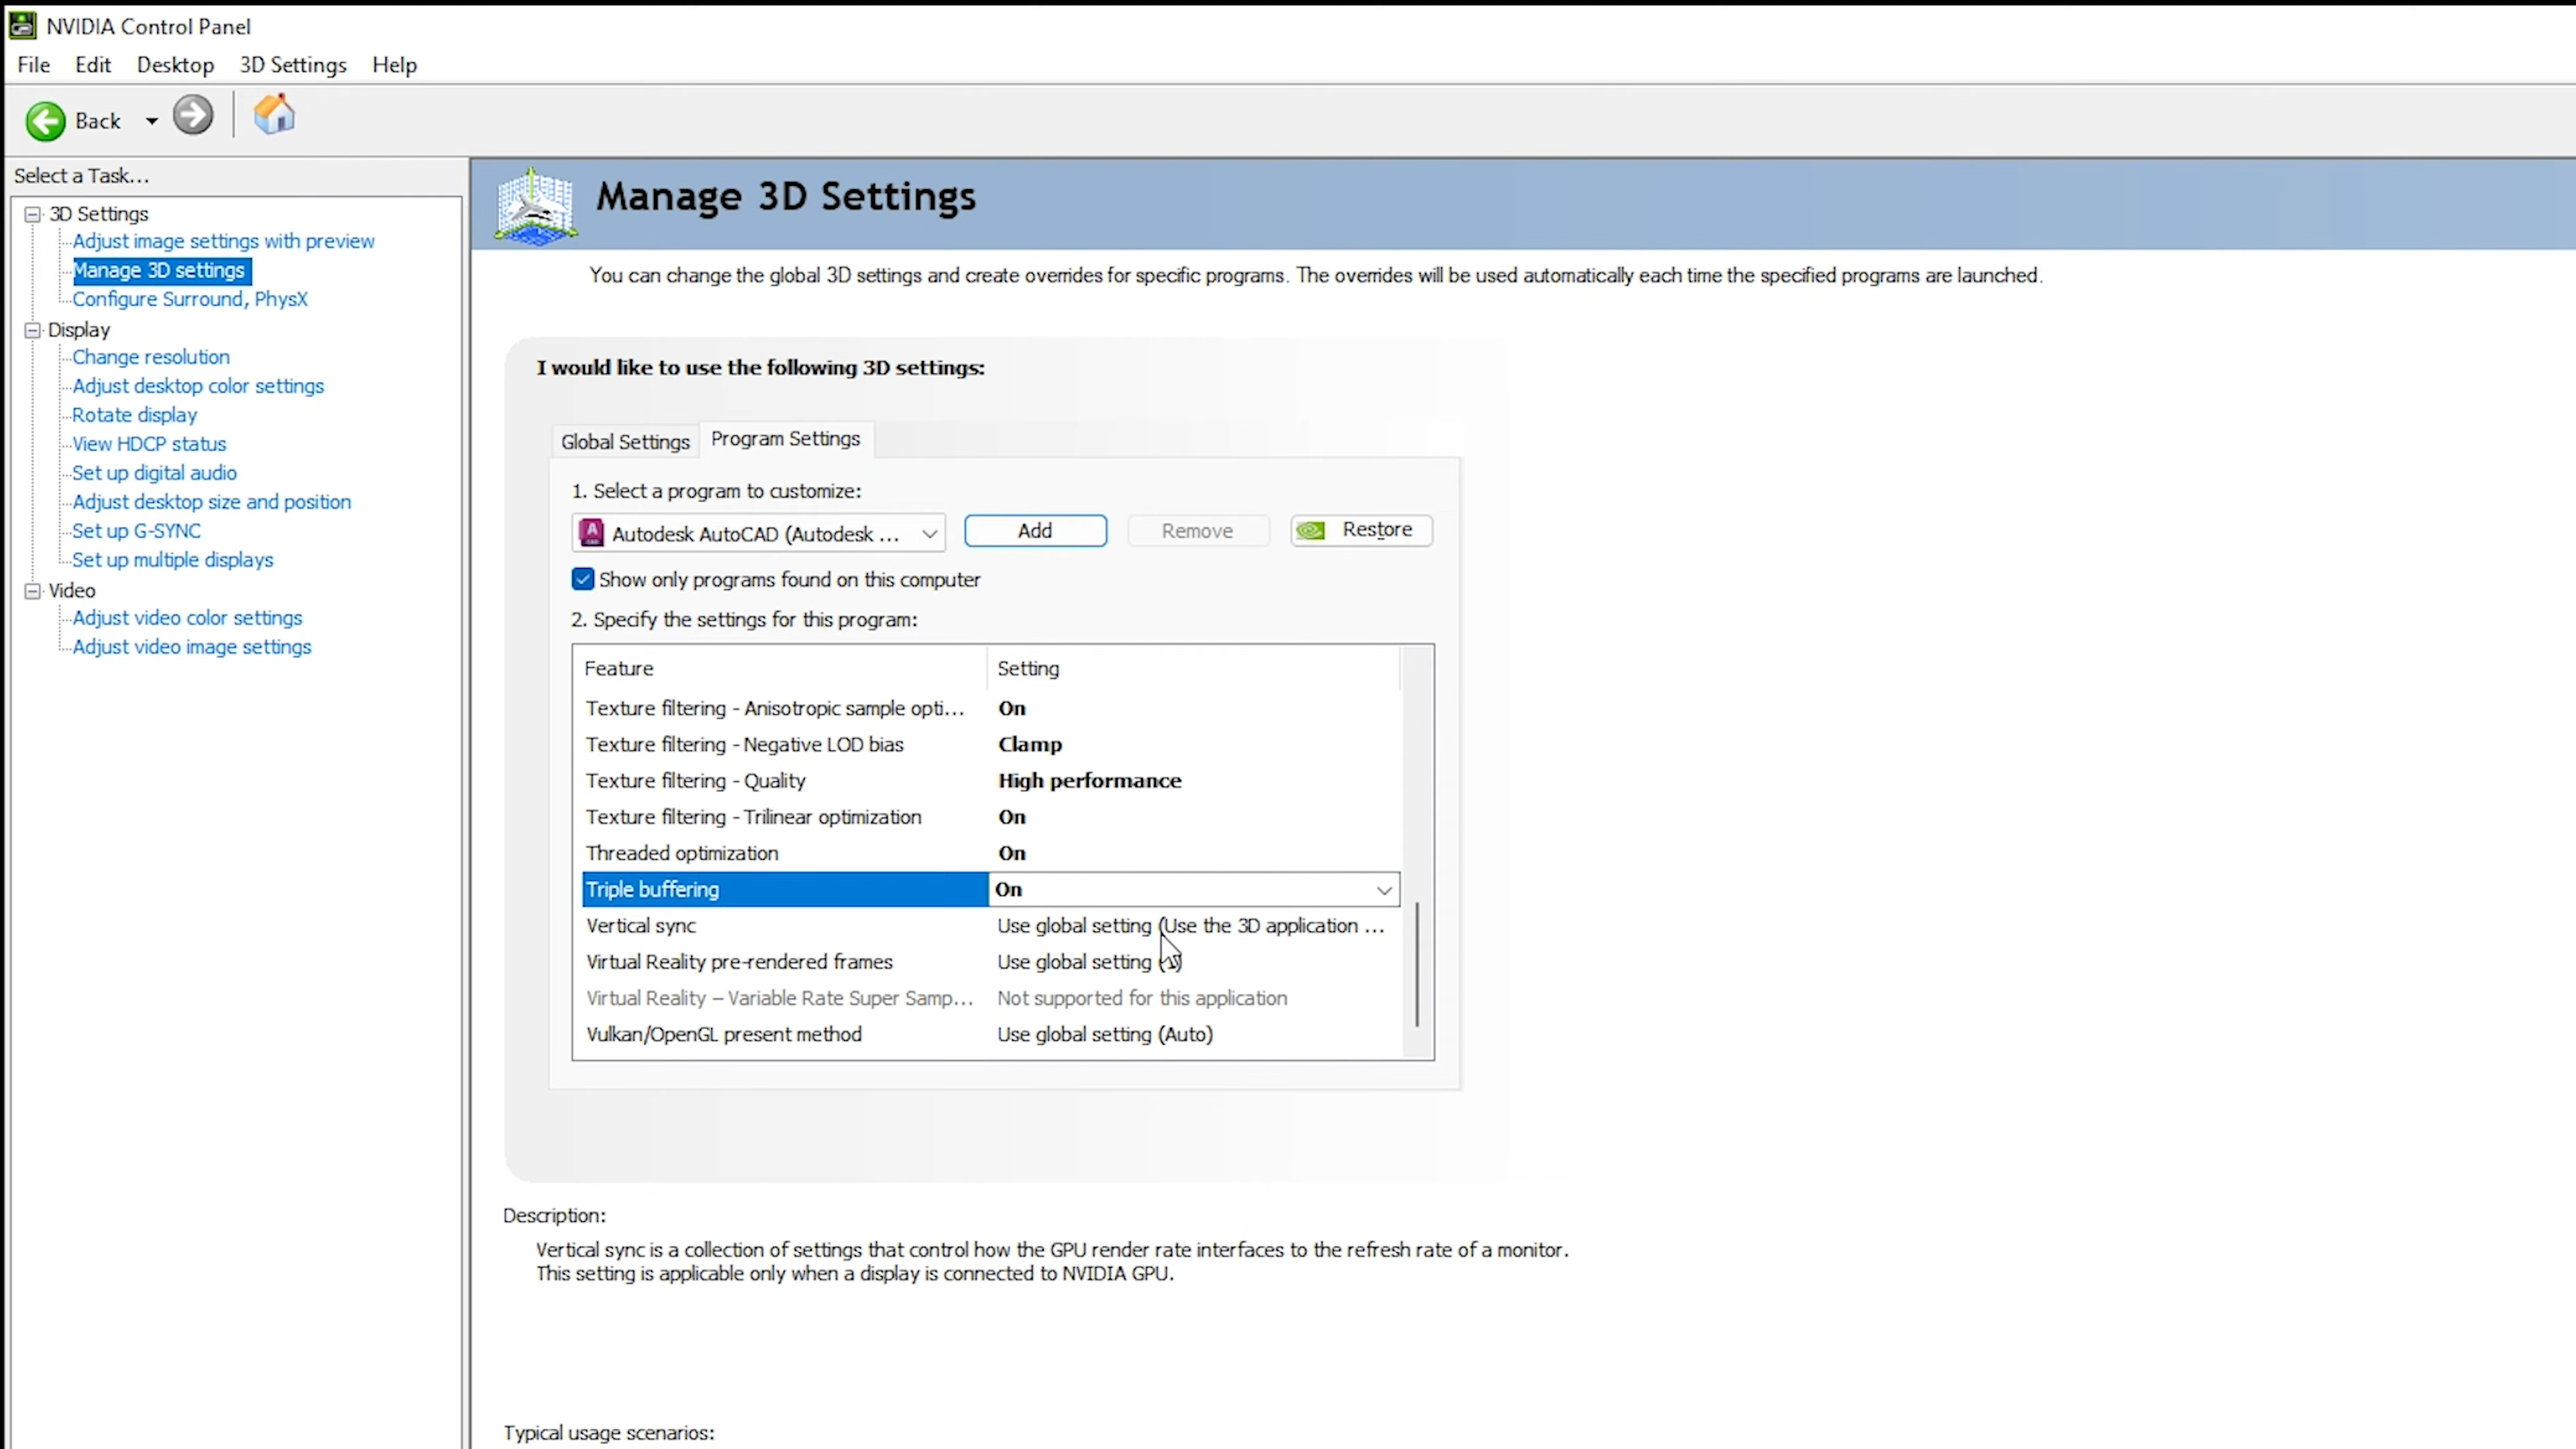 NVIDIA Control Panel
File Edit Desktop 3D Settings Help
Back
Select a Task...
3D Settings
Adjust image settings with preview
Manage 3D settings
Configure Surround, PhysX
Display
Change resolution
Adjust desktop color settings
Rotate display
View HDCP status
Set up digital audio
Adjust desktop size and position
Set up G-SYNC
Set up multiple displays
Video
Adjust video color settings
Adjust video image settings
Manage 3D Settings
You can change the global 3D settings and create overrides for specific programs. The overrides will be used automatically each time the specified programs are launched.
I would like to use the following 3D settings:
Global Settings Program Settings
1. Select a program to customize:
Autodesk AutoCAD (Autodesk ... Add Remove Restore
Show only programs found on this computer
2. Specify the settings for this program:
Feature Setting
Texture filtering - Anisotropic sample opti... On
Texture filtering - Negative LOD bias Clamp
Texture filtering - Quality High performance
Texture filtering - Trilinear optimization On
Threaded optimization On
Triple buffering On
Vertical sync Use global setting (Use the 3D application ...
Virtual Reality pre-rendered frames Use global setting
Virtual Reality – Variable Rate Super Samp... Not supported for this application
Vulkan/OpenGL present method Use global setting (Auto)
Description:
Vertical sync is a collection of settings that control how the GPU render rate interfaces to the refresh rate of a monitor.
This setting is applicable only when a display is connected to NVIDIA GPU.
Typical usage scenarios: